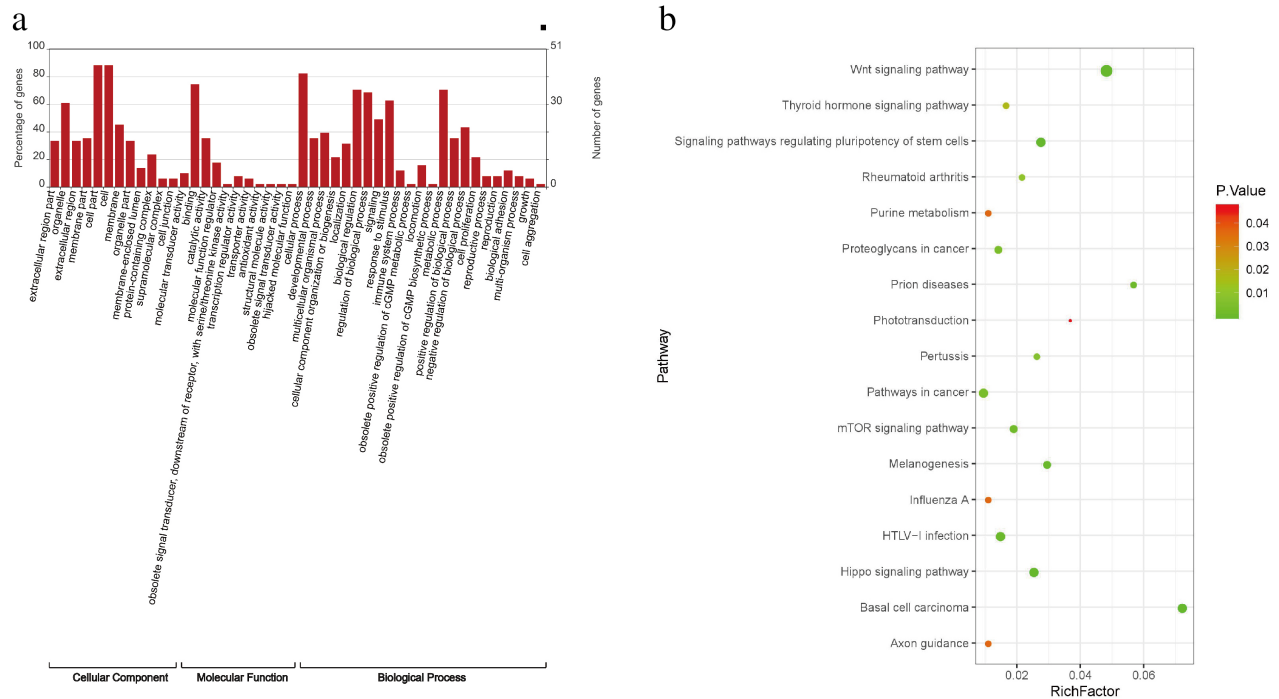 a
100
80
60
40
20
0
51
30
0
Percentage of genes
Number of genes
extracellular region part
organelle
extracellular region
membrane part
cell part
cell
membrane
organelle part
membrane-enclosed lumen
protein-containing complex
supramolecular complex
cell junction
molecular transducer activity
binding
catalytic activity
molecular function regulator
obsolete signal transducer, downstream of receptor, with serine/threonine kinase activity
transcription regulator activity
transporter activity
antioxidant activity
structural molecule activity
obsolete signal transducer activity
hijacked molecular function
cellular process
developmental process
multicellular organismal process
cellular component organization or biogenesis
localization
biological regulation
regulation of biological process
signaling
response to stimulus
immune system process
obsolete positive regulation of cGMP metabolic process
locomotion
obsolete positive regulation of cGMP biosynthetic process
metabolic process
positive regulation of biological process
negative regulation of biological process
cell proliferation
reproductive process
reproduction
biological adhesion
multi-organism process
growth
cell aggregation
Cellular Component
Molecular Function
Biological Process
b
Pathway
Wnt signaling pathway
Thyroid hormone signaling pathway
Signaling pathways regulating pluripotency of stem cells
Rheumatoid arthritis
Purine metabolism
Proteoglycans in cancer
Prion diseases
Phototransduction
Pertussis
Pathways in cancer
mTOR signaling pathway
Melanogenesis
Influenza A
HTLV−I infection
Hippo signaling pathway
Basal cell carcinoma
Axon guidance
0.02
0.04
0.06
RichFactor
P.Value
0.04
0.03
0.02
0.01